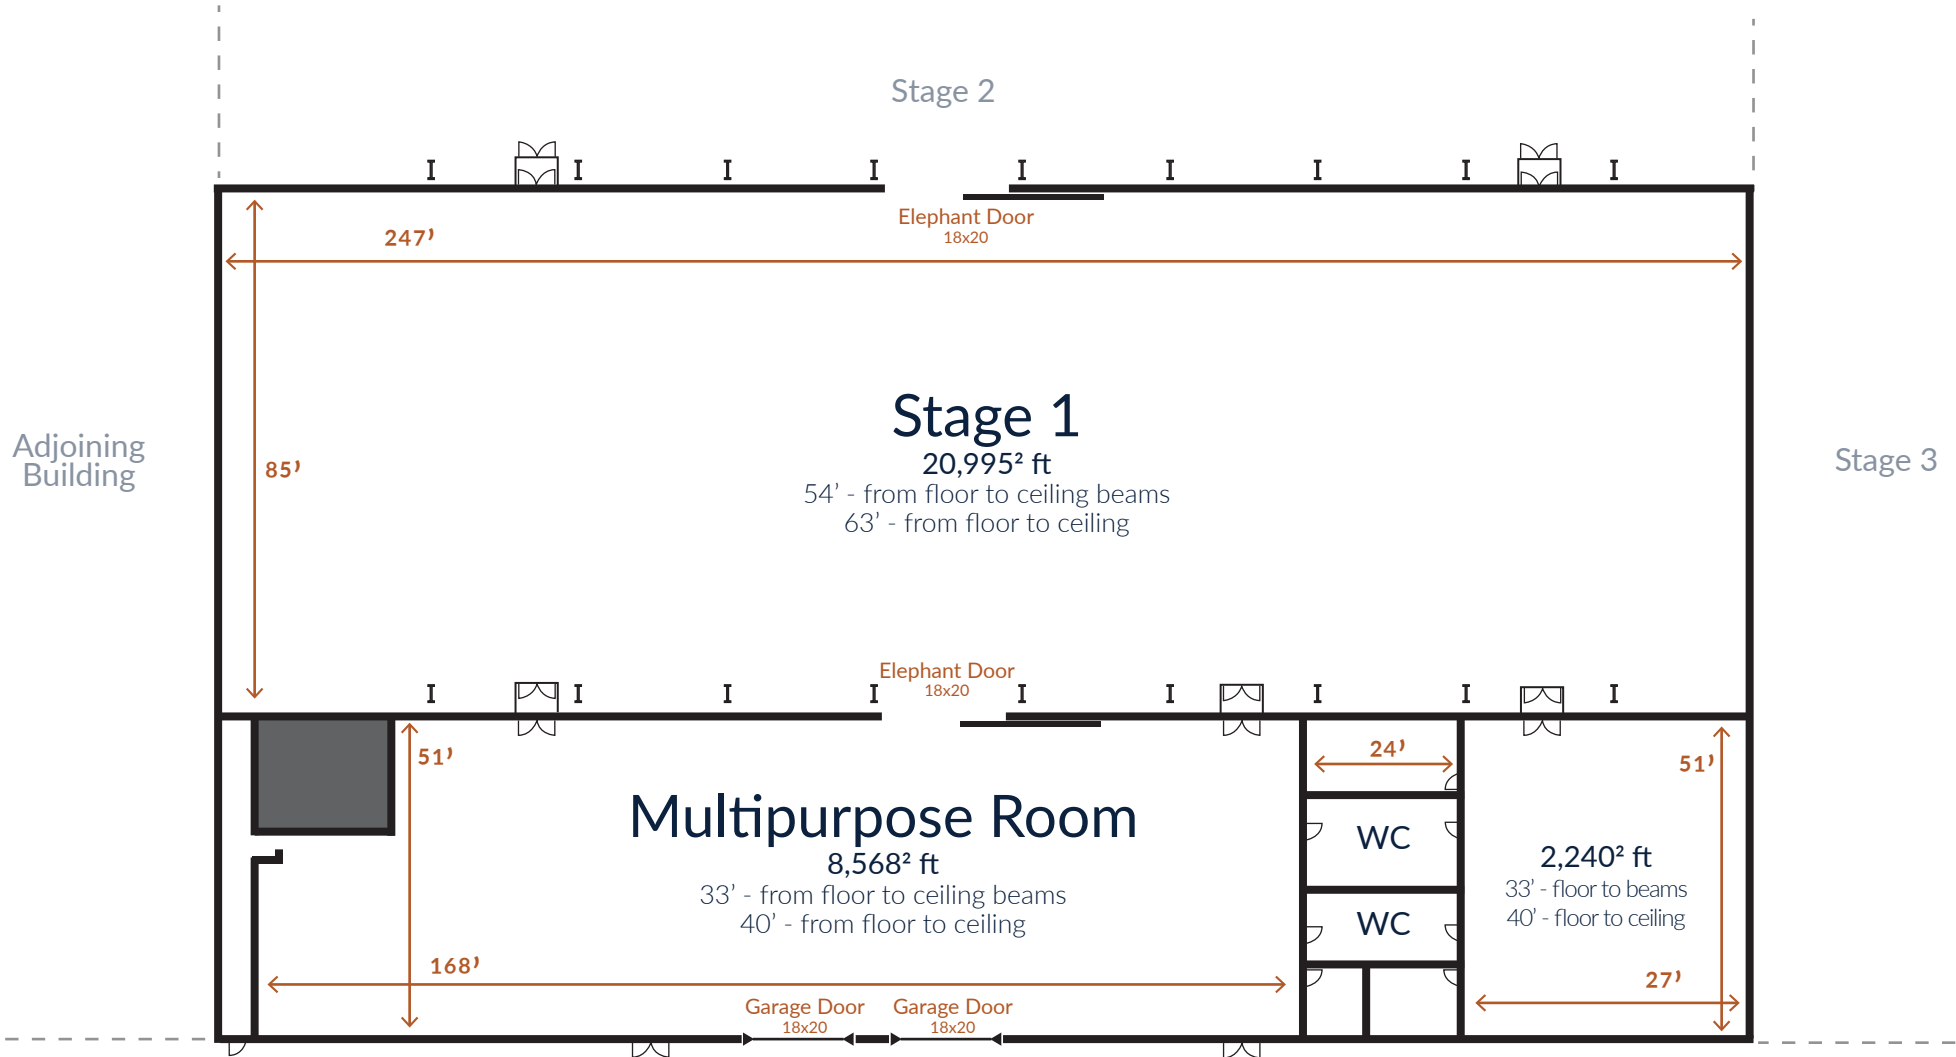 Stage 2
Elephant Door
18x20
247’
Adjoining
Building
85’
Stage 1
20,995² ft
54’ - from floor to ceiling beams
63’ - from floor to ceiling
Stage 3
Elephant Door
18x20
51’
Multipurpose Room
8,568² ft
33’ - from floor to ceiling beams
40’ - from floor to ceiling
168’
Garage Door
18x20
Garage Door
18x20
24’
WC
WC
51’
2,240² ft
33’ - floor to beams
40’ - floor to ceiling
27’